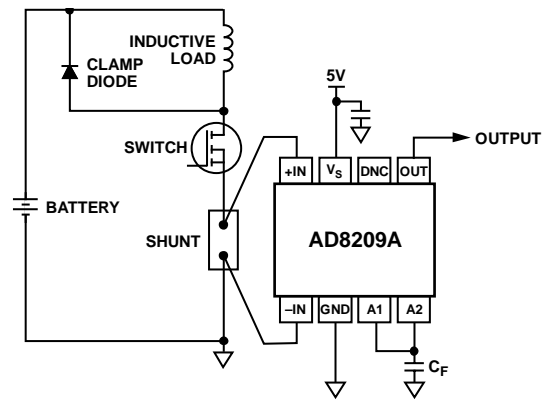 INDUCTIVE
LOAD
CLAMP
DIODE
5V
OUTPUT
SWITCH
+IN
VS
DNC
OUT
BATTERY
SHUNT
AD8209A
–IN
GND
A1
A2
CF